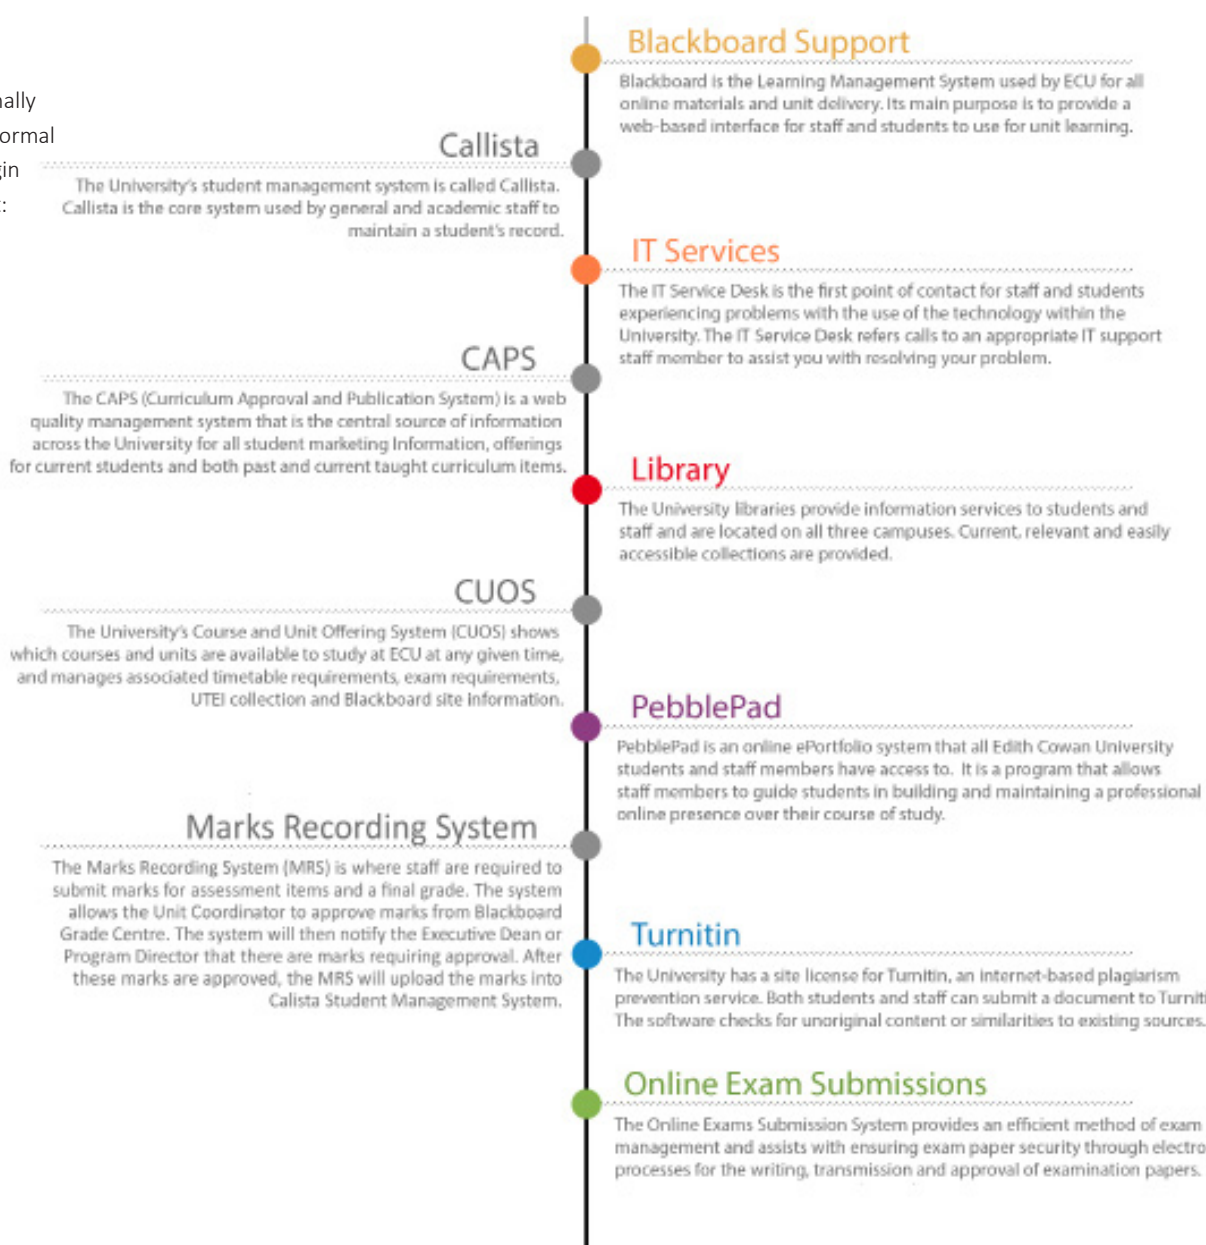 Blackboard Support
Blackboard is the Learning Management System used by ECU for all
online materials and unit delivery. Its main purpose is to provide a
web-based interface for staff and students to use for unit learning.
nally
ormal
gin
t:
Callista
The University's student management system is called Callista.
Callista is the core system used by general and academic staff to
maintain a student's record.
IT Services
The IT Service Desk is the first point of contact for staff and students
experiencing problems with the use of the technology within the
University. The IT Service Desk refers calls to an appropriate IT support
staff member to assist you with resolving your problem.
CAPS
The CAPS (Curriculum Approval and Publication System) is a web
quality management system that is the central source of information
across the University for all student marketing Information, offerings
for current students and both past and current taught curriculum items.
Library
The University libraries provide information services to students and
staff and are located on all three campuses. Current, relevant and easily
accessible collections are provided.
CUOS
The University's Course and Unit Offering System (CUOS) shows
which courses and units are available to study at ECU at any given time,
and manages associated timetable requirements, exam requirements,
UTEI collection and Blackboard site information.
PebblePad
PebblePad is an online ePortfolio system that all Edith Cowan University
students and staff members have access to. It is a program that allows
staff members to guide students in building and maintaining a professional
online presence over their course of study.
Marks Recording System
The Marks Recording System (MRS) is where staff are required to
submit marks for assessment items and a final grade. The system
allows the Unit Coordinator to approve marks from Blackboard
Grade Centre. The system will then notify the Executive Dean or
Program Director that there are marks requiring approval. After
these marks are approved, the MRS will upload the marks into
Calista Student Management System.
Turnitin
The University has a site license for Turnitin, an internet-based plagiarism
prevention service. Both students and staff can submit a document to Turniti
The software checks for unoriginal content or similarities to existing sources.
Online Exam Submissions
The Online Exams Submission System provides an efficient method of exam
management and assists with ensuring exam paper security through electro
processes for the writing, transmission and approval of examination papers.